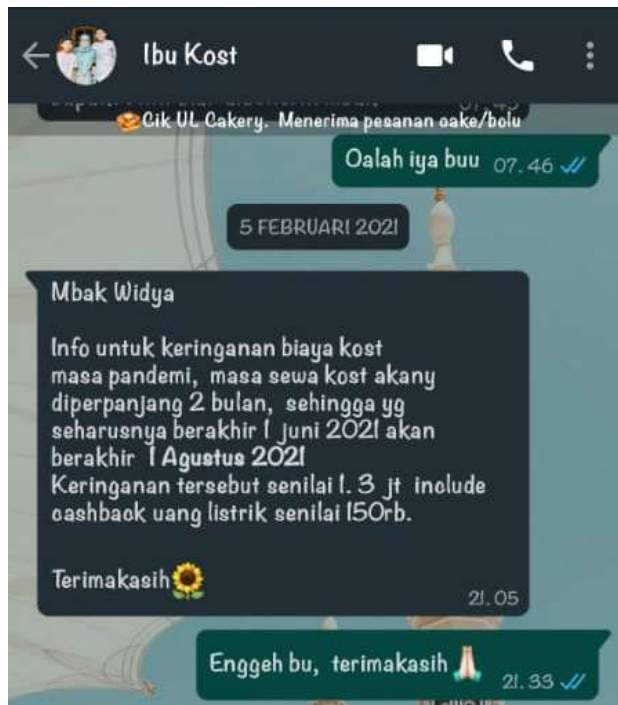 Ibu Kost
🥮Cik UL Cakery. Menerima pesanan cake/bolu
Oalah iya buu 07.46
5 FEBRUARI 2021
Mbak Widya
Info untuk keringanan biaya kost
masa pandemi, masa sewa kost akany
diperpanjang 2 bulan, sehingga yg
seharusnya berakhir 1 juni 2021 akan
berakhir 1 Agustus 2021
Keringanan tersebut senilai 1.3 jt include
cashback uang listrik senilai 150rb.
Terimakasih🌻
21.05
Enggeh bu, terimakasih🙏🏻
21.33